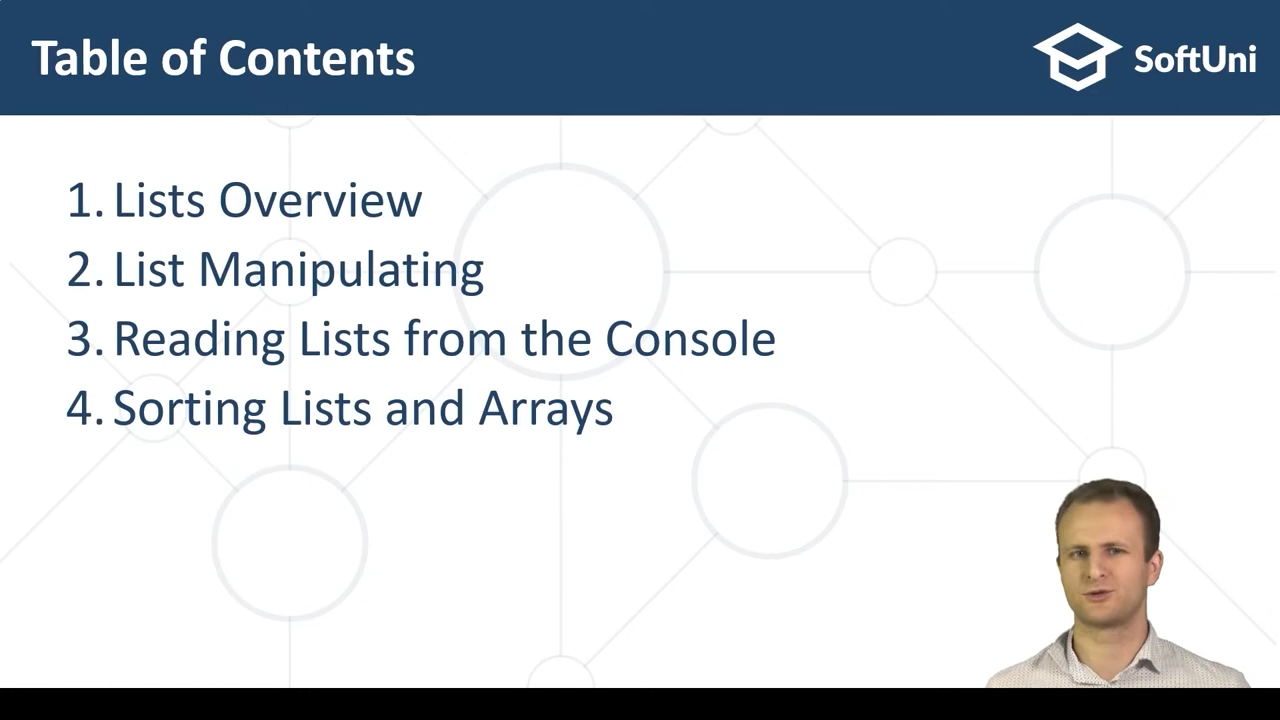 Table of Contents
SoftUni
1. Lists Overview
2. List Manipulating
3. Reading Lists from the Console
4. Sorting Lists and Arrays